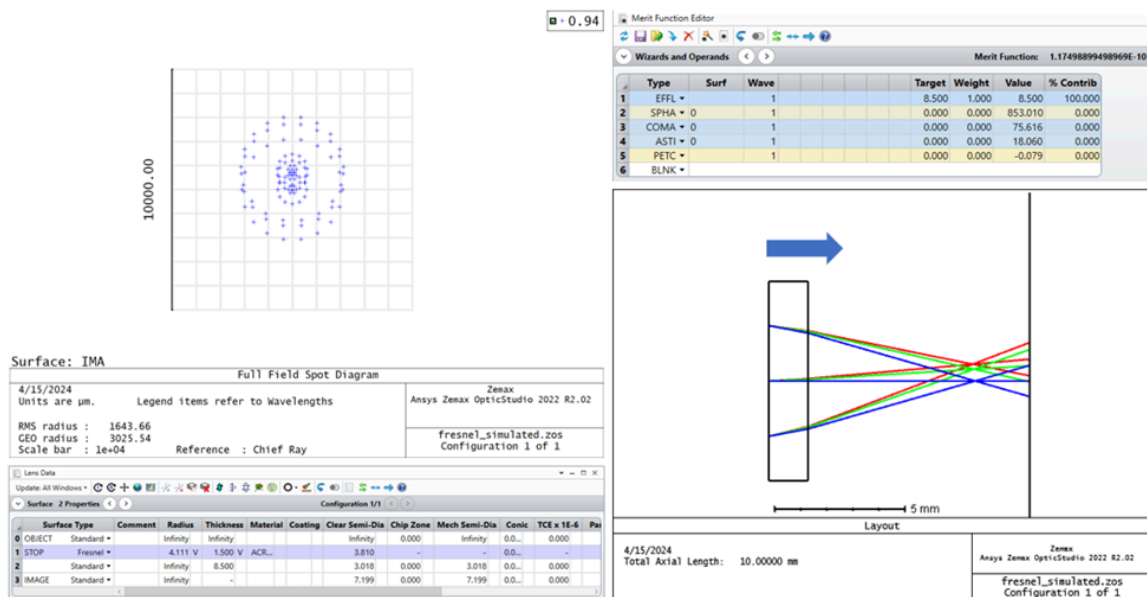 + 0.94
10000.00
Surface: IMA
Full Field Spot Diagram
4/15/2024
Units are µm. Legend items refer to Wavelengths
RMS radius : 1643.66
GEO radius : 3025.54
Scale bar : 1e+04 Reference : Chief Ray
Zemax
Ansys Zemax OpticStudio 2022 R2.02
fresnel_simulated.zos
Configuration 1 of 1
Lens Data
Update: All Windows
Surface 2 Properties Configuration 1/1
Surface Type Comment Radius Thickness Material Coating Clear Semi-Dia Chip Zone Mech Semi-Dia Conic TCE x 1E-6 Par
0 OBJECT Standard Infinity Infinity Infinity 0.000 Infinity 0.0... 0.000
1 STOP Fresnel 4.111 V 1.500 V ACR... 3.810 - - 0.0... -
2 Standard Infinity 8.500 3.018 0.000 3.018 0.0... 0.000
3 IMAGE Standard Infinity - 7.199 0.000 7.199 0.0... 0.000
Merit Function Editor
Wizards and Operands Merit Function: 1.17498899498969E-10
Type Surf Wave Target Weight Value % Contrib
1 EFFL 1 8.500 1.000 8.500 100.000
2 SPHA 0 1 0.000 0.000 853.010 0.000
3 COMA 0 1 0.000 0.000 75.616 0.000
4 ASTI 0 1 0.000 0.000 18.060 0.000
5 PETC 1 0.000 0.000 -0.079 0.000
6 BLNK
5 mm
Layout
4/15/2024
Total Axial Length: 10.00000 mm
Zemax
Ansys Zemax OpticStudio 2022 R2.02
fresnel_simulated.zos
Configuration 1 of 1